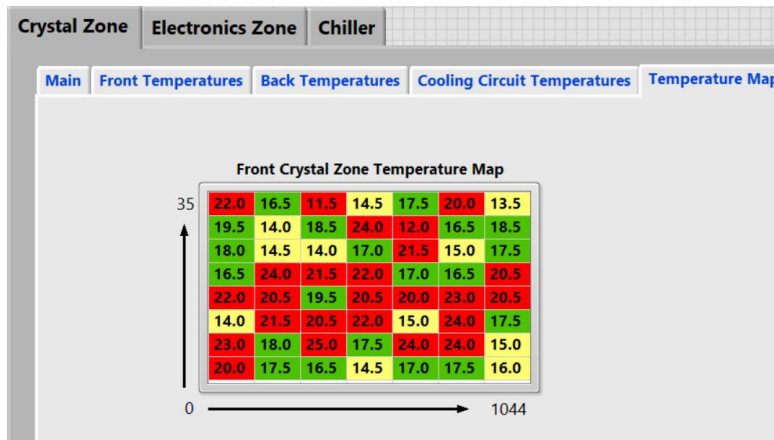 Crystal Zone Electronics Zone Chiller
Main Front Temperatures Back Temperatures Cooling Circuit Temperatures Temperature Map
Front Crystal Zone Temperature Map
35
22.0 16.5 11.5 14.5 17.5 20.0 13.5
19.5 14.0 18.5 24.0 12.0 16.5 18.5
18.0 14.5 14.0 17.0 21.5 15.0 17.5
16.5 24.0 21.5 22.0 17.0 16.5 20.5
22.0 20.5 19.5 20.5 20.0 23.0 20.5
14.0 21.5 20.5 22.0 15.0 24.0 17.5
23.0 18.0 25.0 17.5 24.0 24.0 15.0
20.0 17.5 16.5 14.5 17.0 17.5 16.0
0 1044